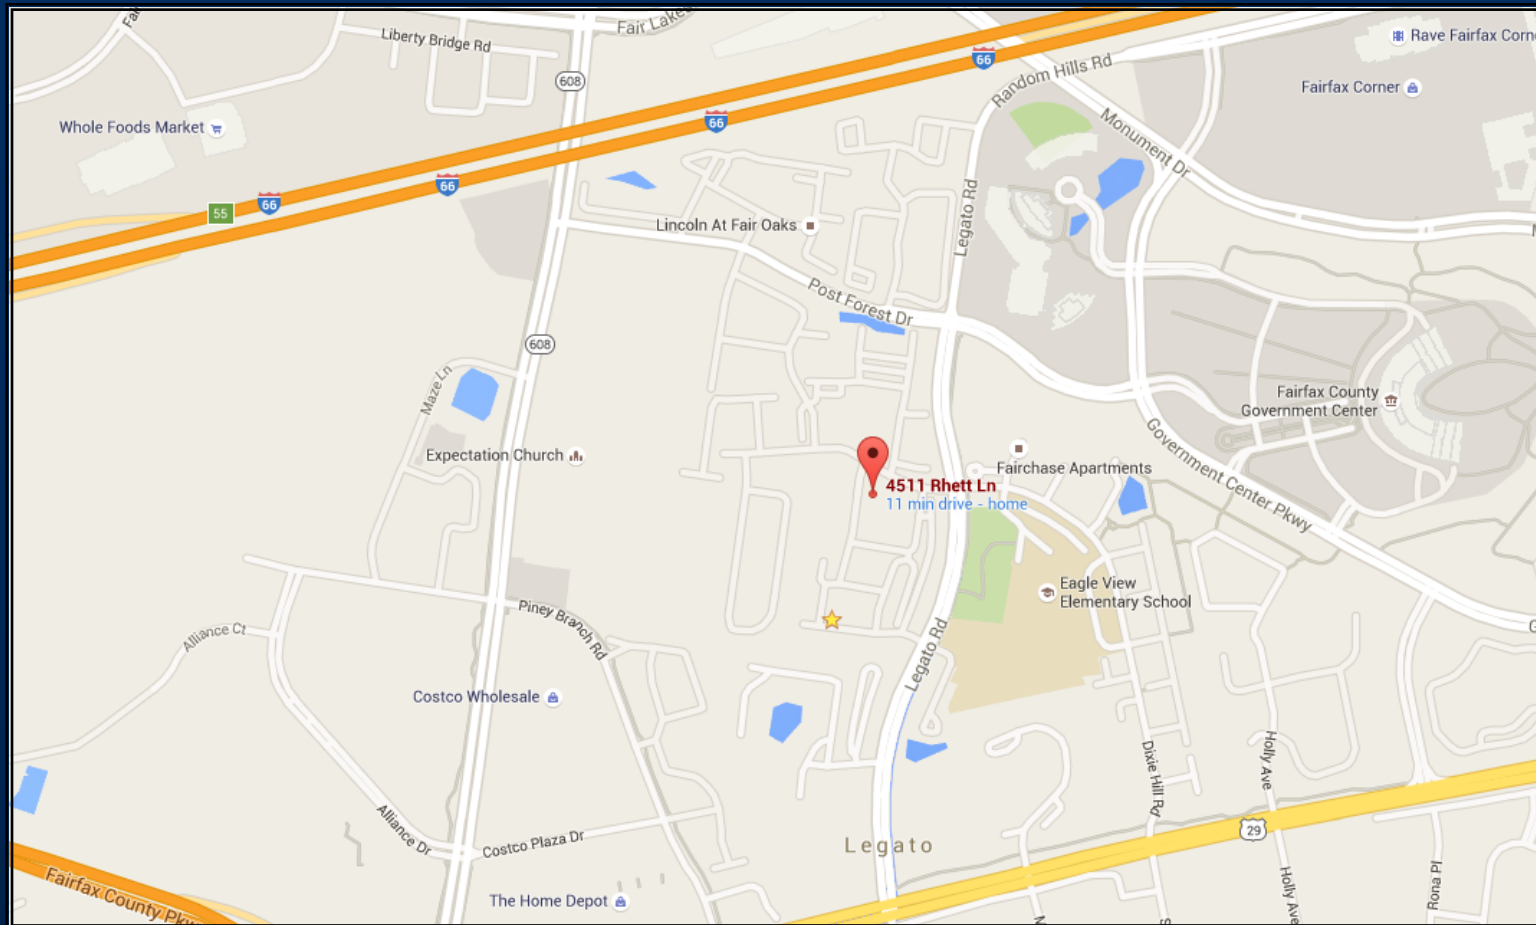 Fair Lakes
Liberty Bridge Rd
Rave Fairfax Corn
66
608
Random Hills Rd
Fairfax Corner
Whole Foods Market
66
Monument Dr
66
55
66
Legato Rd
Lincoln At Fair Oaks
Post Forest Dr
608
Maze Ln
Fairfax County
Government Center
Expectation Church
Fairchase Apartments
4511 Rhett Ln
11 min drive - home
Government Center Pkwy
Eagle View
Elementary School
Piney Branch Rd
Alliance Ct
Legato Rd
Costco Wholesale
Dixie Hill Rd
Holly Ave
Alliance Dr
Costco Plaza Dr
Legato
29
Fairfax County Pkw
The Home Depot
Holly Ave
Rona Pl